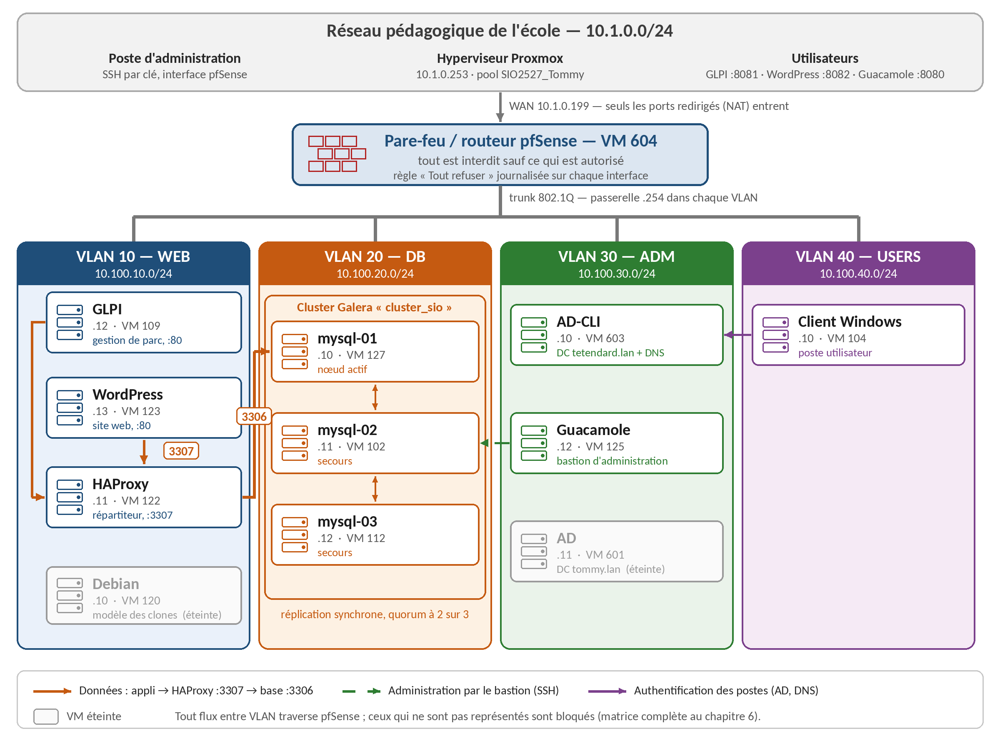 Réseau pédagogique de l'école — 10.1.0.0/24
Poste d'administration
SSH par clé, interface pfSense
Hyperviseur Proxmox
10.1.0.253 · pool SIO2527_Tommy
Utilisateurs
GLPI :8081 · WordPress :8082 · Guacamole :8080
WAN 10.1.0.199 — seuls les ports redirigés (NAT) entrent
Pare-feu / routeur pfSense — VM 604
tout est interdit sauf ce qui est autorisé
règle « Tout refuser » journalisée sur chaque interface
trunk 802.1Q — passerelle .254 dans chaque VLAN
VLAN 10 — WEB
10.100.10.0/24
GLPI
.12 · VM 109
gestion de parc, :80
WordPress
.13 · VM 123
site web, :80
3307
HAProxy
.11 · VM 122
répartiteur, :3307
Debian
.10 · VM 120
modèle des clones (éteinte)
3306
VLAN 20 — DB
10.100.20.0/24
Cluster Galera « cluster_sio »
mysql-01
.10 · VM 127
nœud actif
mysql-02
.11 · VM 102
secours
mysql-03
.12 · VM 112
secours
réplication synchrone, quorum à 2 sur 3
VLAN 30 — ADM
10.100.30.0/24
AD-CLI
.10 · VM 603
DC tetendard.lan + DNS
Guacamole
.12 · VM 125
bastion d'administration
AD
.11 · VM 601
DC tommy.lan (éteinte)
VLAN 40 — USERS
10.100.40.0/24
Client Windows
.10 · VM 104
poste utilisateur
Données : appli → HAProxy :3307 → base :3306
Administration par le bastion (SSH)
Authentification des postes (AD, DNS)
VM éteinte
Tout flux entre VLAN traverse pfSense ; ceux qui ne sont pas représentés sont bloqués (matrice complète au chapitre 6).